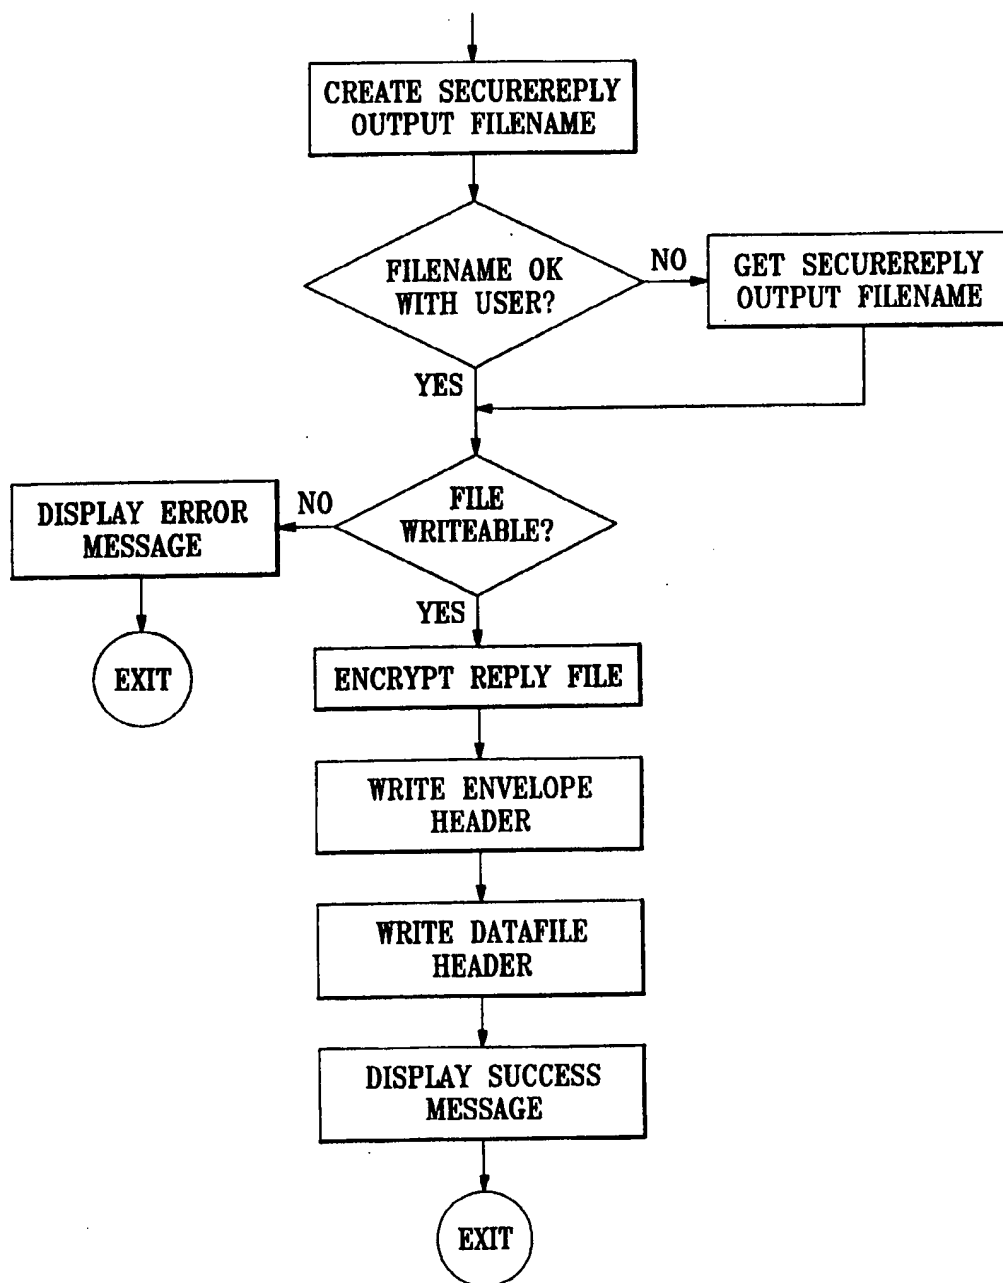 CREATE SECUREREPLY
OUTPUT FILENAME
FILENAME OK
WITH USER?
NO
GET SECUREREPLY
OUTPUT FILENAME
YES
FILE
WRITEABLE?
NO
DISPLAY ERROR
MESSAGE
EXIT
YES
ENCRYPT REPLY FILE
WRITE ENVELOPE
HEADER
WRITE DATAFILE
HEADER
DISPLAY SUCCESS
MESSAGE
EXIT